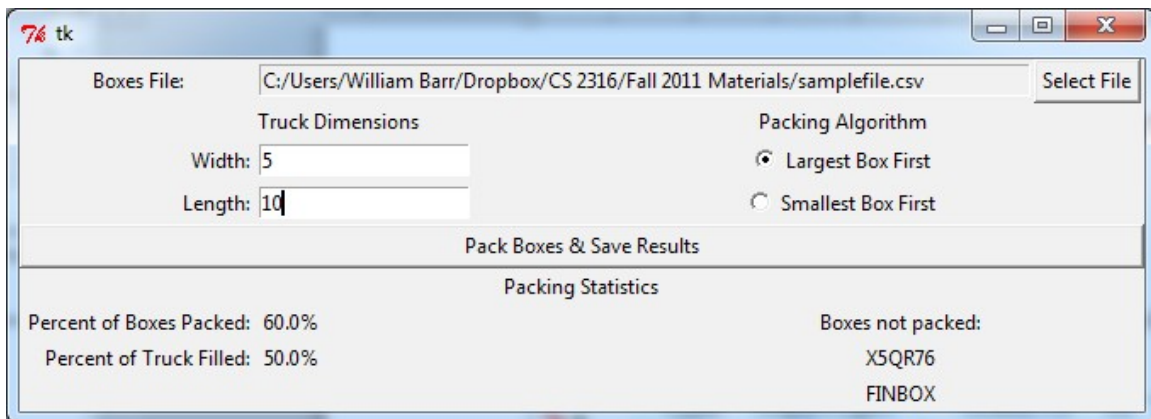 tk
Boxes File: C:/Users/William Barr/Dropbox/CS 2316/Fall 2011 Materials/samplefile.csv Select File
Truck Dimensions Packing Algorithm
Width: 5 Largest Box First
Length: 10 Smallest Box First
Pack Boxes & Save Results
Packing Statistics
Percent of Boxes Packed: 60.0% Boxes not packed:
Percent of Truck Filled: 50.0% X5QR76
FINBOX